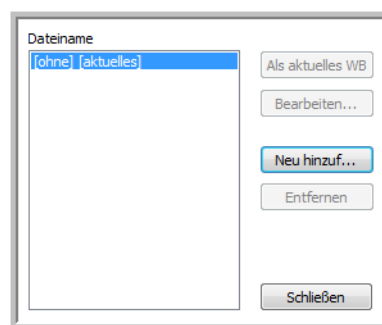 Dateiname
[ohne] [aktuelles]
Als aktuelles WB
Bearbeiten...
Neu hinzuf...
Entfernen
Schließen